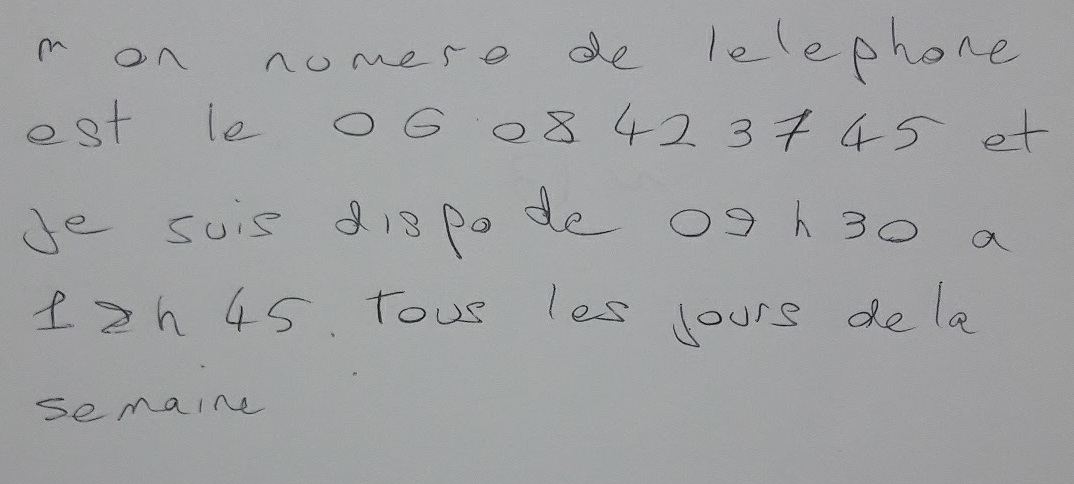 mon numero de telephone
est le 06 08 42 37 45 et
je suis dispo de 09 h 30 a
12h 45. Tous les jours de la
semaine